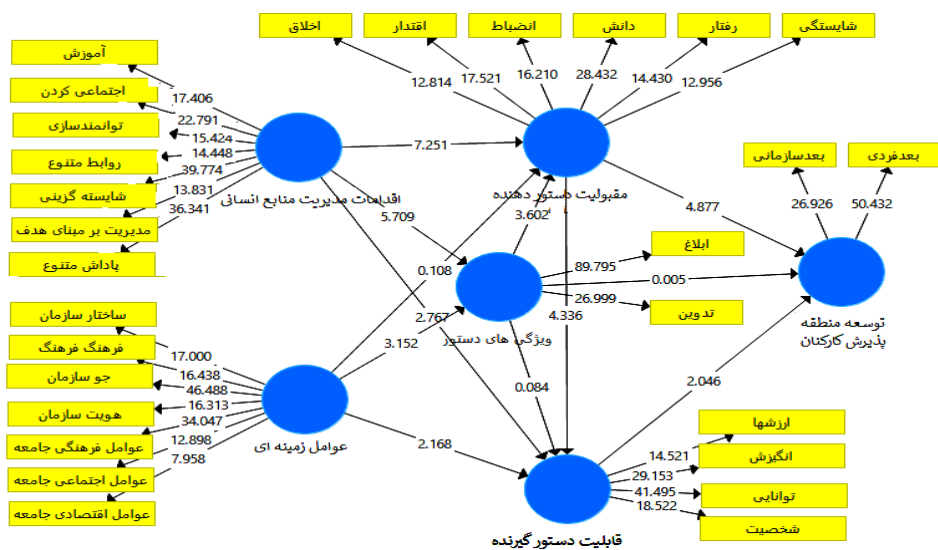 اخلاق
اقتدار
انضباط
دانش
رفتار
شایستگی
12.814
17.521
16.210
28.432
14.430
12.956
آموزش
اجتماعی کردن
توانمندسازی
روابط متنوع
شایسته گزینی
مدیریت بر مبنای هدف
پاداش متنوع
17.406
22.791
15.424
14.448
39.774
13.831
36.341
اقدامات مدیریت منابع انسانی
7.251
مقبولیت دستور دهنده
بعدسازمانی
بعدفردی
26.926
50.432
4.877
5.709
3.602
0.108
2.767
ابلاغ
89.795
0.005
26.999
تدوین
4.336
ویژگی های دستور
3.152
0.084
توسعه منطقه
پذیرش کارکنان
ساختار سازمان
فرهنگ فرهنگ
جو سازمان
هویت سازمان
عوامل فرهنگی جامعه
عوامل اجتماعی جامعه
عوامل اقتصادی جامعه
17.000
16.438
46.488
16.313
34.047
12.898
7.958
عوامل زمینه ای
2.168
2.046
ارزشها
انگیزش
توانایی
شخصیت
14.521
29.153
41.495
18.522
قابلیت دستور گیرنده